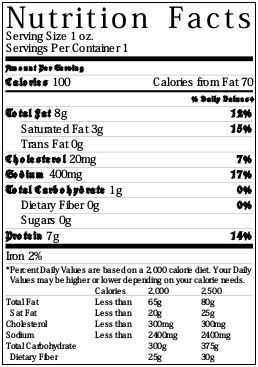 Nutrition Facts
Serving Size 1 oz.
Servings Per Container 1
Amount Per Serving
Calories 100 Calories from Fat 70
% Daily Values*
Total Fat 8g 12%
Saturated Fat 3g 15%
Trans Fat 0g
Cholesterol 20mg 7%
Sodium 400mg 17%
Total Carbohydrate 1g 0%
Dietary Fiber 0g 0%
Sugars 0g
Protein 7g 14%
Iron 2%
*Percent Daily Values are based on a 2,000 calorie diet. Your Daily
Values may be higher or lower depending on your calorie needs.
Calories 2,000 2,500
Total Fat Less than 65g 80g
Sat Fat Less than 20g 25g
Cholesterol Less than 300mg 300mg
Sodium Less than 2400mg 2400mg
Total Carbohydrate 300g 375g
Dietary Fiber 25g 30g